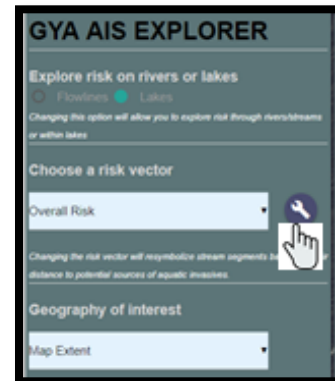 GYA AIS EXPLORER
Explore risk on rivers or lakes
Flowlines Lakes
Changing this option will allow you to explore risk through rivers/streams
or within lakes
Choose a risk vector
Overall Risk
Changing the risk vector will resymbolize stream segments
distance to potential sources of aquatic invasives.
Geography of interest
Map Extent